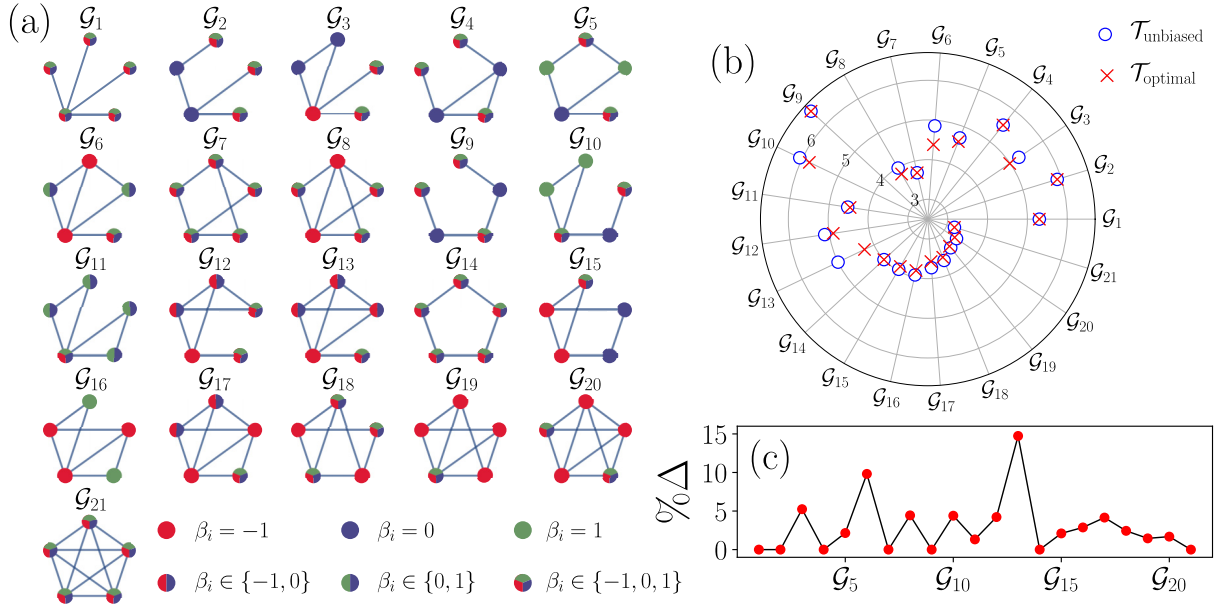 (a)
𝒢₁ 𝒢₂ 𝒢₃ 𝒢₄ 𝒢₅
𝒢₆ 𝒢₇ 𝒢₈ 𝒢₉ 𝒢₁₀
𝒢₁₁ 𝒢₁₂ 𝒢₁₃ 𝒢₁₄ 𝒢₁₅
𝒢₁₆ 𝒢₁₇ 𝒢₁₈ 𝒢₁₉ 𝒢₂₀
𝒢₂₁
βᵢ = −1 βᵢ = 0 βᵢ = 1
βᵢ ∈ {−1, 0} βᵢ ∈ {0, 1} βᵢ ∈ {−1, 0, 1}
(b)
𝒯unbiased
𝒯optimal
𝒢₁
𝒢₂
𝒢₃
𝒢₄
𝒢₅
𝒢₆
𝒢₇
𝒢₈
𝒢₉
𝒢₁₀
𝒢₁₁
𝒢₁₂
𝒢₁₃
𝒢₁₄
𝒢₁₅
𝒢₁₆
𝒢₁₇
𝒢₁₈
𝒢₁₉
𝒢₂₀
𝒢₂₁
3
4
5
6
(c)
%Δ
15
10
5
0
𝒢₅ 𝒢₁₀ 𝒢₁₅ 𝒢₂₀